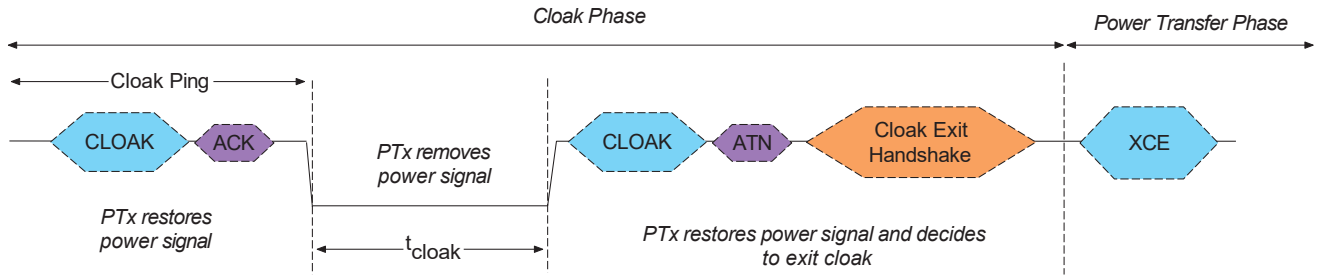 Cloak Phase
Power Transfer Phase
Cloak Ping
CLOAK
ACK
PTx removes
power signal
CLOAK
ATN
Cloak Exit
Handshake
XCE
PTx restores
power signal
tcloak
PTx restores power signal and decides
to exit cloak